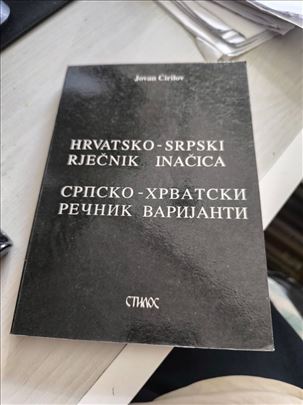 Jovan Ćirilov
HRVATSKO-SRPSKI
RJEČNIK INAČICA
СРПСКО-ХРВАТСКИ
РЕЧНИК ВАРИЈАНТИ
СТИЛОС